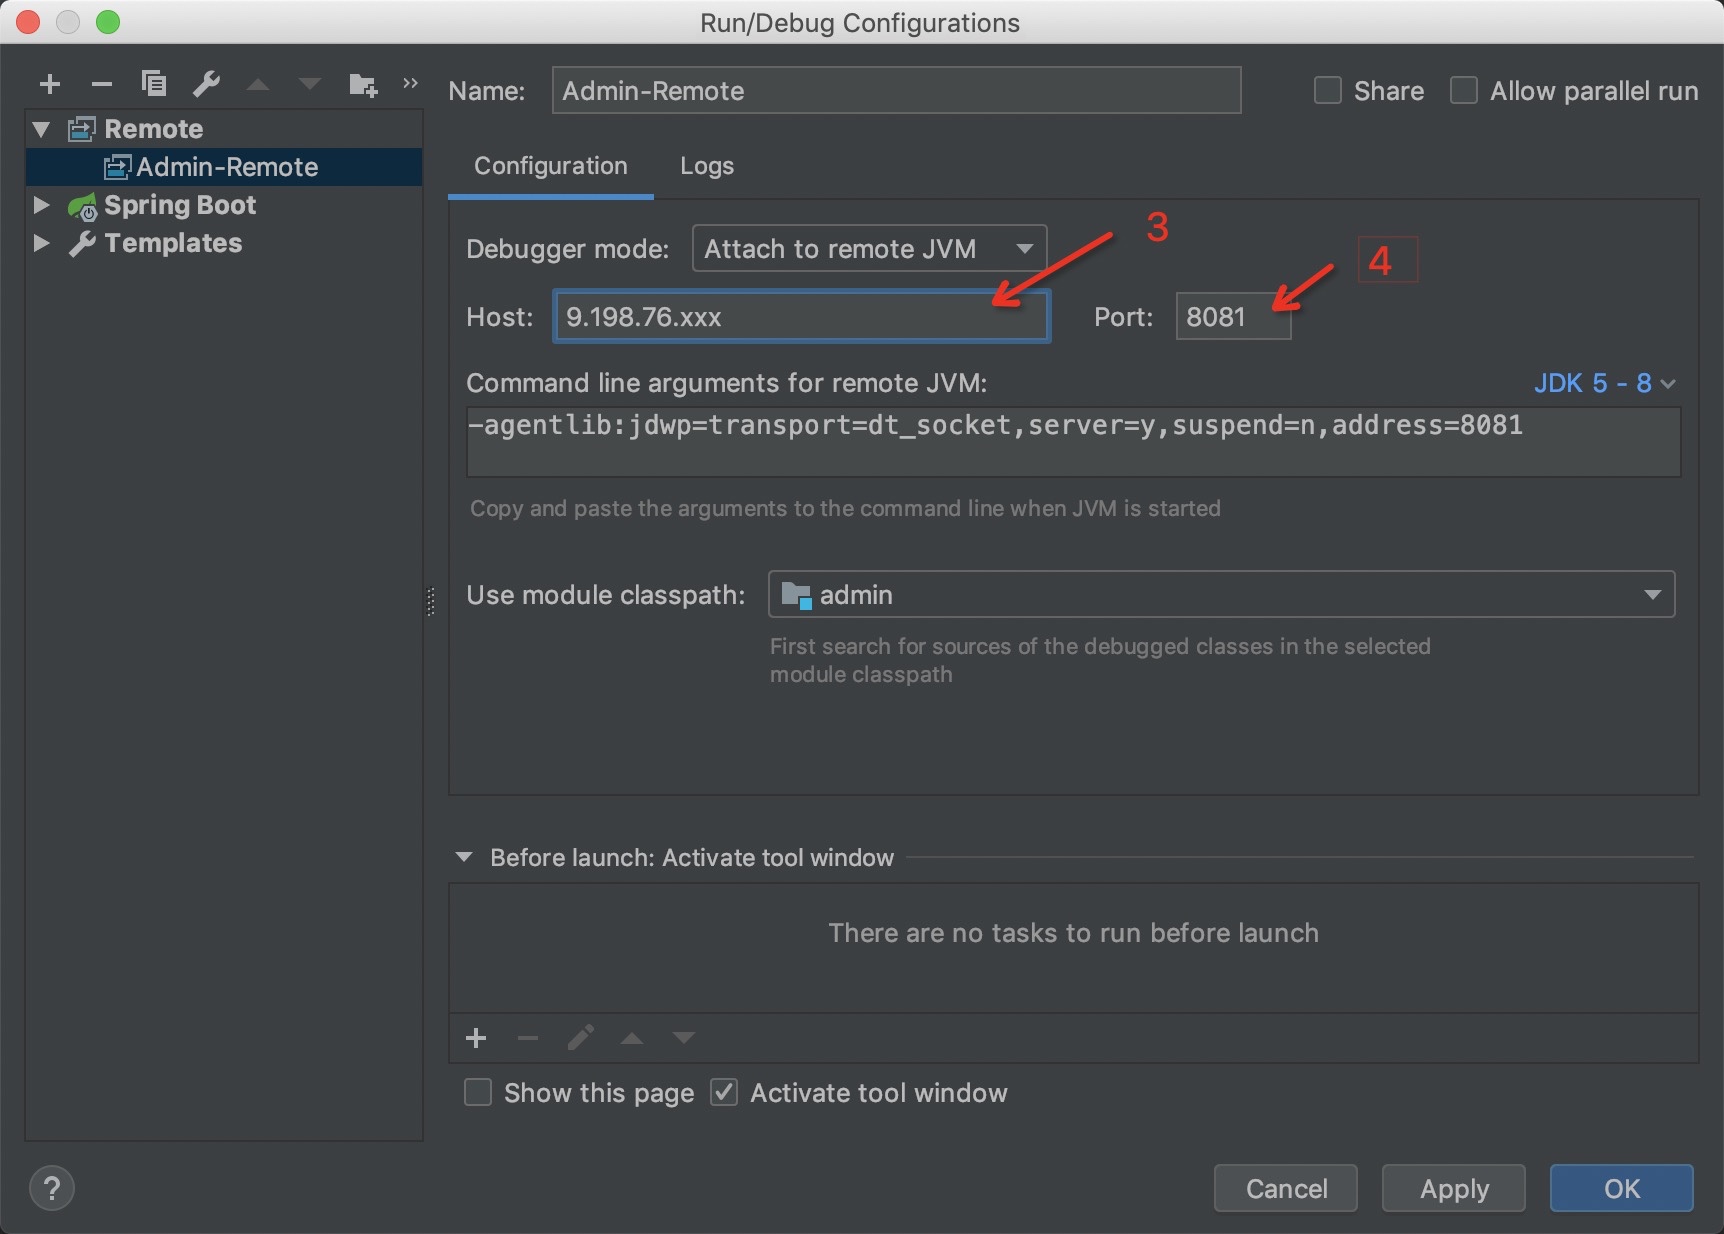 Run/Debug Configurations
Name: Admin-Remote Share Allow parallel run
Remote
Admin-Remote
Spring Boot
Templates
Configuration Logs
3
Debugger mode: Attach to remote JVM
4
Host: 9.198.76.xxx Port: 8081
Command line arguments for remote JVM: JDK 5 - 8
-agentlib:jdwp=transport=dt_socket,server=y,suspend=n,address=8081
Copy and paste the arguments to the command line when JVM is started
Use module classpath: admin
First search for sources of the debugged classes in the selected
module classpath
Before launch: Activate tool window
There are no tasks to run before launch
Show this page Activate tool window
? Cancel Apply OK